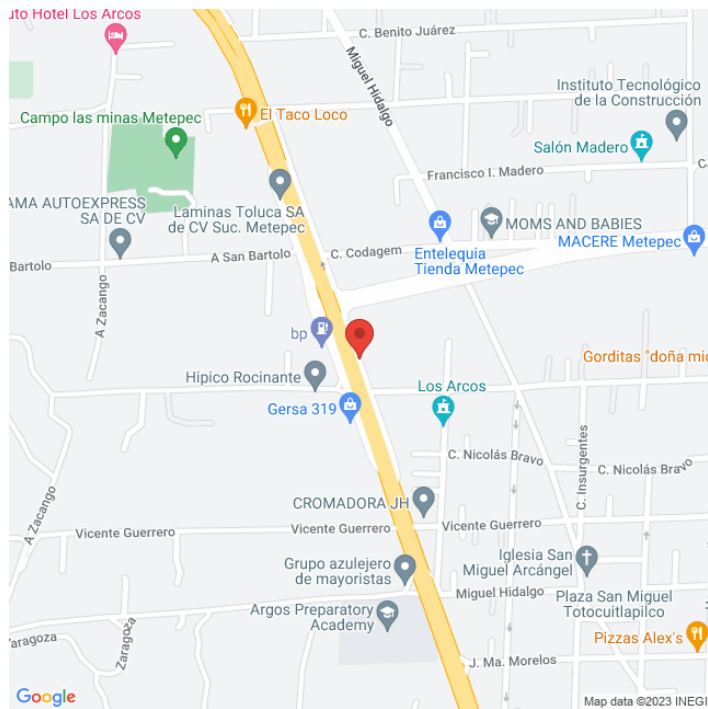 uto Hotel Los Arcos
C. Benito Juárez
Miguel Hidalgo
Instituto Tecnológico
de la Construcción
El Taco Loco
Campo las minas Metepec
Salón Madero
Francisco I. Madero
Ca
AMA AUTOEXPRESS
SA DE CV
Laminas Toluca SA
de CV Suc. Metepec
MOMS AND BABIES
MACERE Metepec
Entelequia
Tienda Metepec
C. Codagem
A San Bartolo
Bartolo
A Zacango
bp
Gorditas "doña mic
Hipico Rocinante
Los Arcos
Gersa 319
C. Nicolás Bravo
C. Nicolás Bravo
C. Insurgentes
CROMADORA JH
A Zacango
Vicente Guerrero
Vicente Guerrero
Vicente Guerrero
Grupo azulejero
de mayoristas
Iglesia San
Miguel Arcángel
Miguel Hidalgo
Plaza San Miguel
Totocuitlapilco
Argos Preparatory
Academy
Zaragoza
Zaragoza
Pizzas Alex's
J. Ma. Morelos
Google
Map data ©2023 INEGI